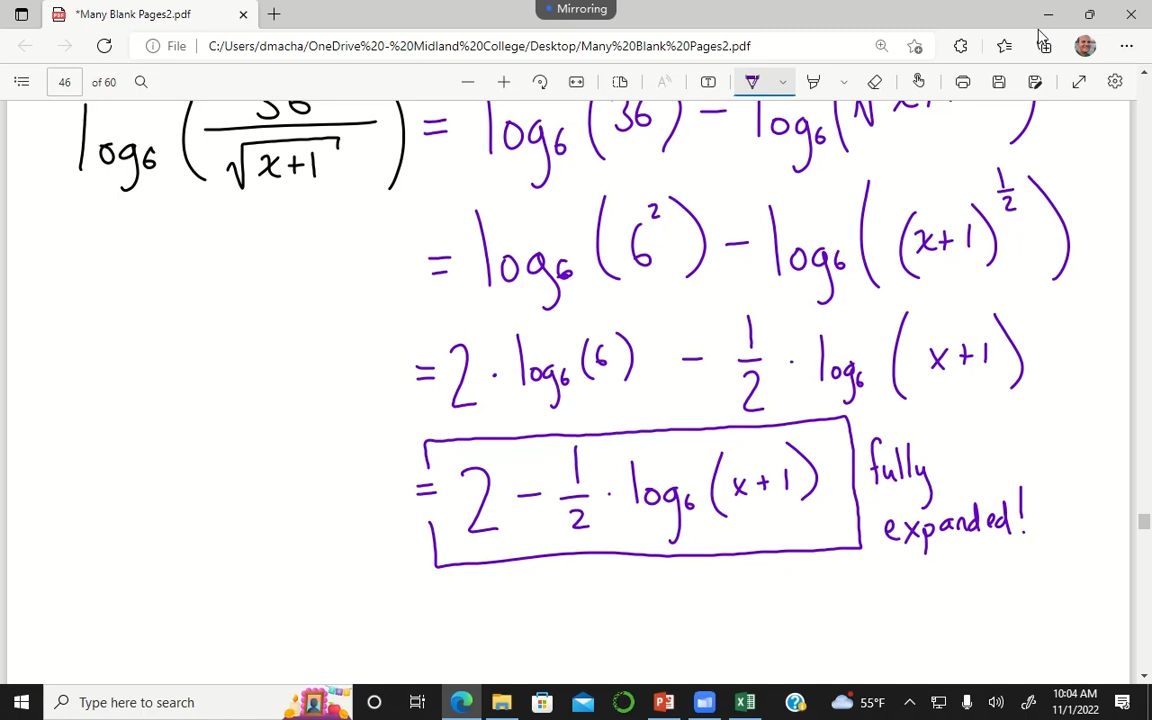 Mirroring
*Many Blank Pages2.pdf
File C:/Users/dmacha/OneDrive%20-%20Midland%20College/Desktop/Many%20Blank%20Pages2.pdf
46 of 60
log₆(36/√(x+1)) = log₆(36) - log₆(√x+
= log₆(6²) - log₆((x+1)^(1/2))
= 2 · log₆(6) - 1/2 · log₆(x+1)
= 2 - 1/2 · log₆(x+1) fully
expanded!
Type here to search
55°F
10:04 AM
11/1/2022